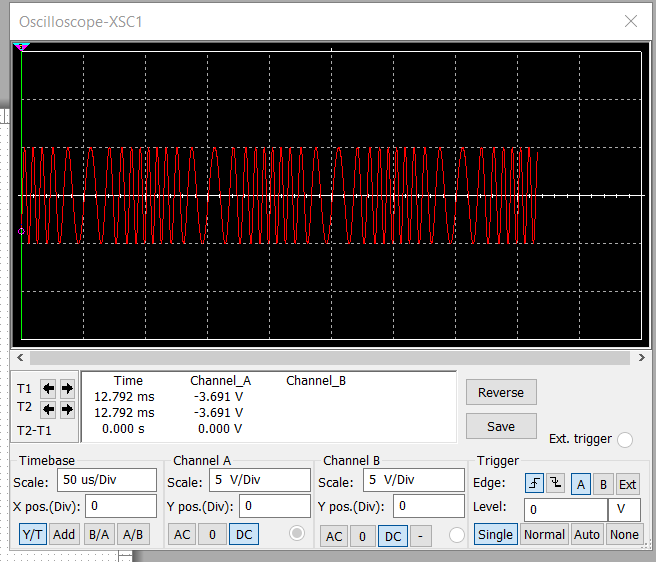 Oscilloscope-XSC1
Time Channel_A Channel_B
T1 12.792 ms -3.691 V
T2 12.792 ms -3.691 V
T2-T1 0.000 s 0.000 V
Reverse
Save
Ext. trigger
Timebase
Scale: 50 us/Div
X pos.(Div): 0
Y/T Add B/A A/B
Channel A
Scale: 5 V/Div
Y pos.(Div): 0
AC 0 DC
Channel B
Scale: 5 V/Div
Y pos.(Div): 0
AC 0 DC -
Trigger
Edge: A B Ext
Level: 0 V
Single Normal Auto None